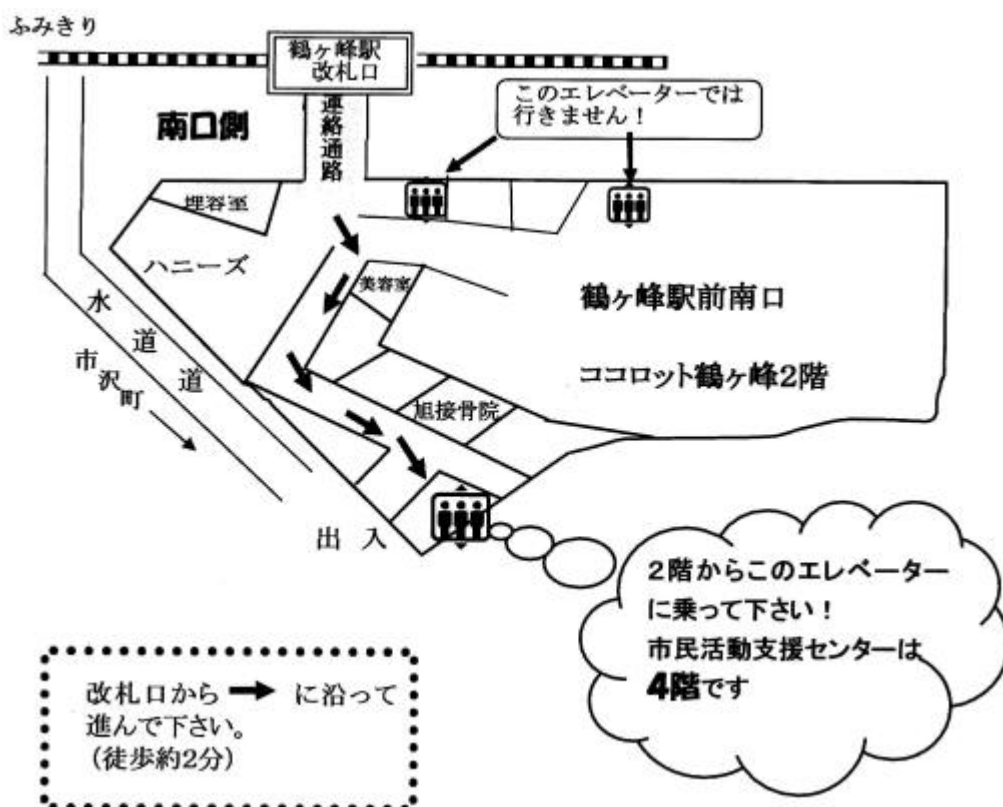 ふみきり
鶴ヶ峰駅
改札口
連絡通路
このエレベーターでは
行きません！
南口側
理容室
ハニーズ
美容室
鶴ヶ峰駅前南口
ココロット鶴ヶ峰2階
水道道
市沢町
旭接骨院
出入
2階からこのエレベーター
に乗って下さい！
市民活動支援センターは
4階です
改札口から → に沿って
進んで下さい。
(徒歩約2分)